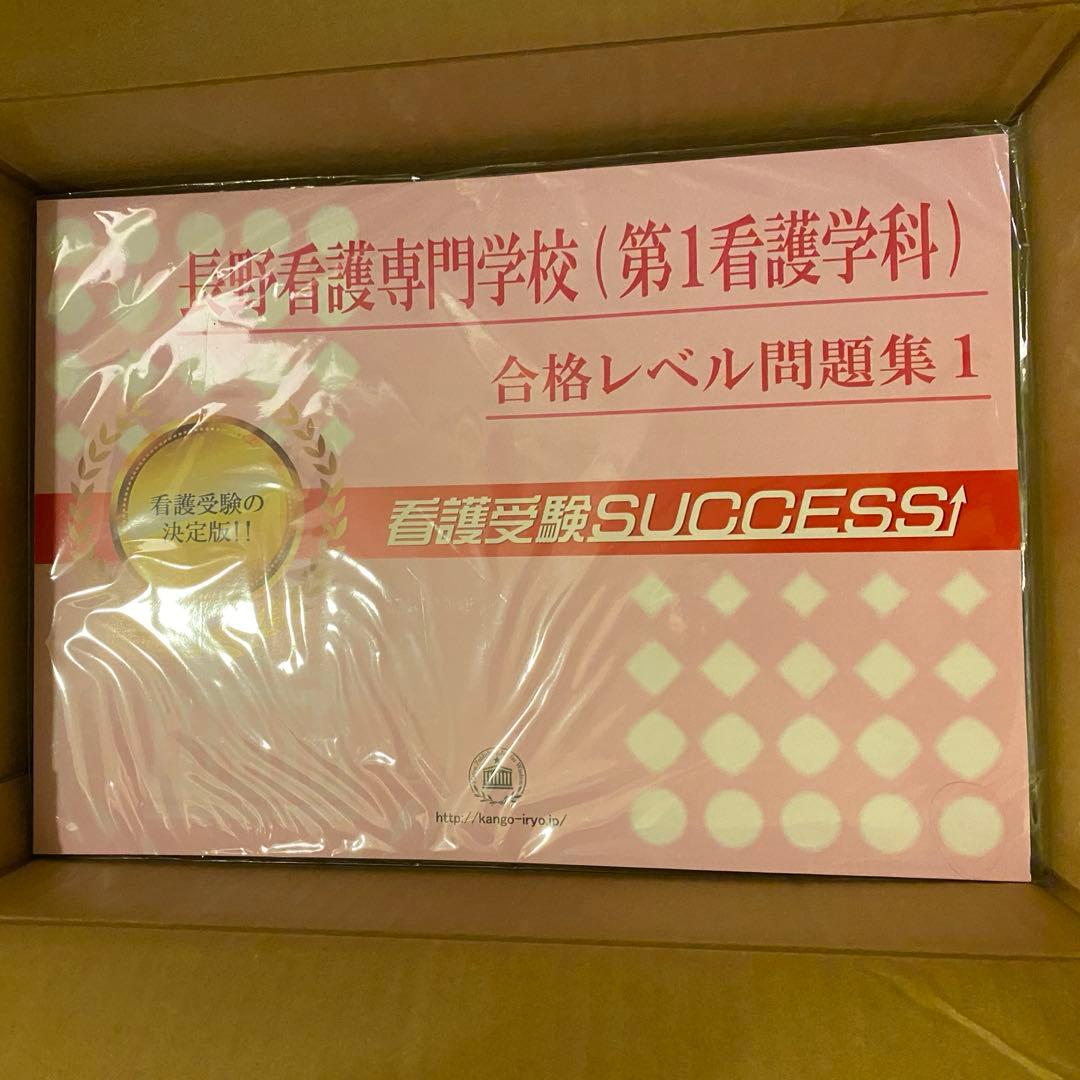 長野看護専門学校(第1看護学科)
合格レベル問題集1
看護受験の
決定版!!
看護受験SUCCESS↑
http://kango-iryo.jp/